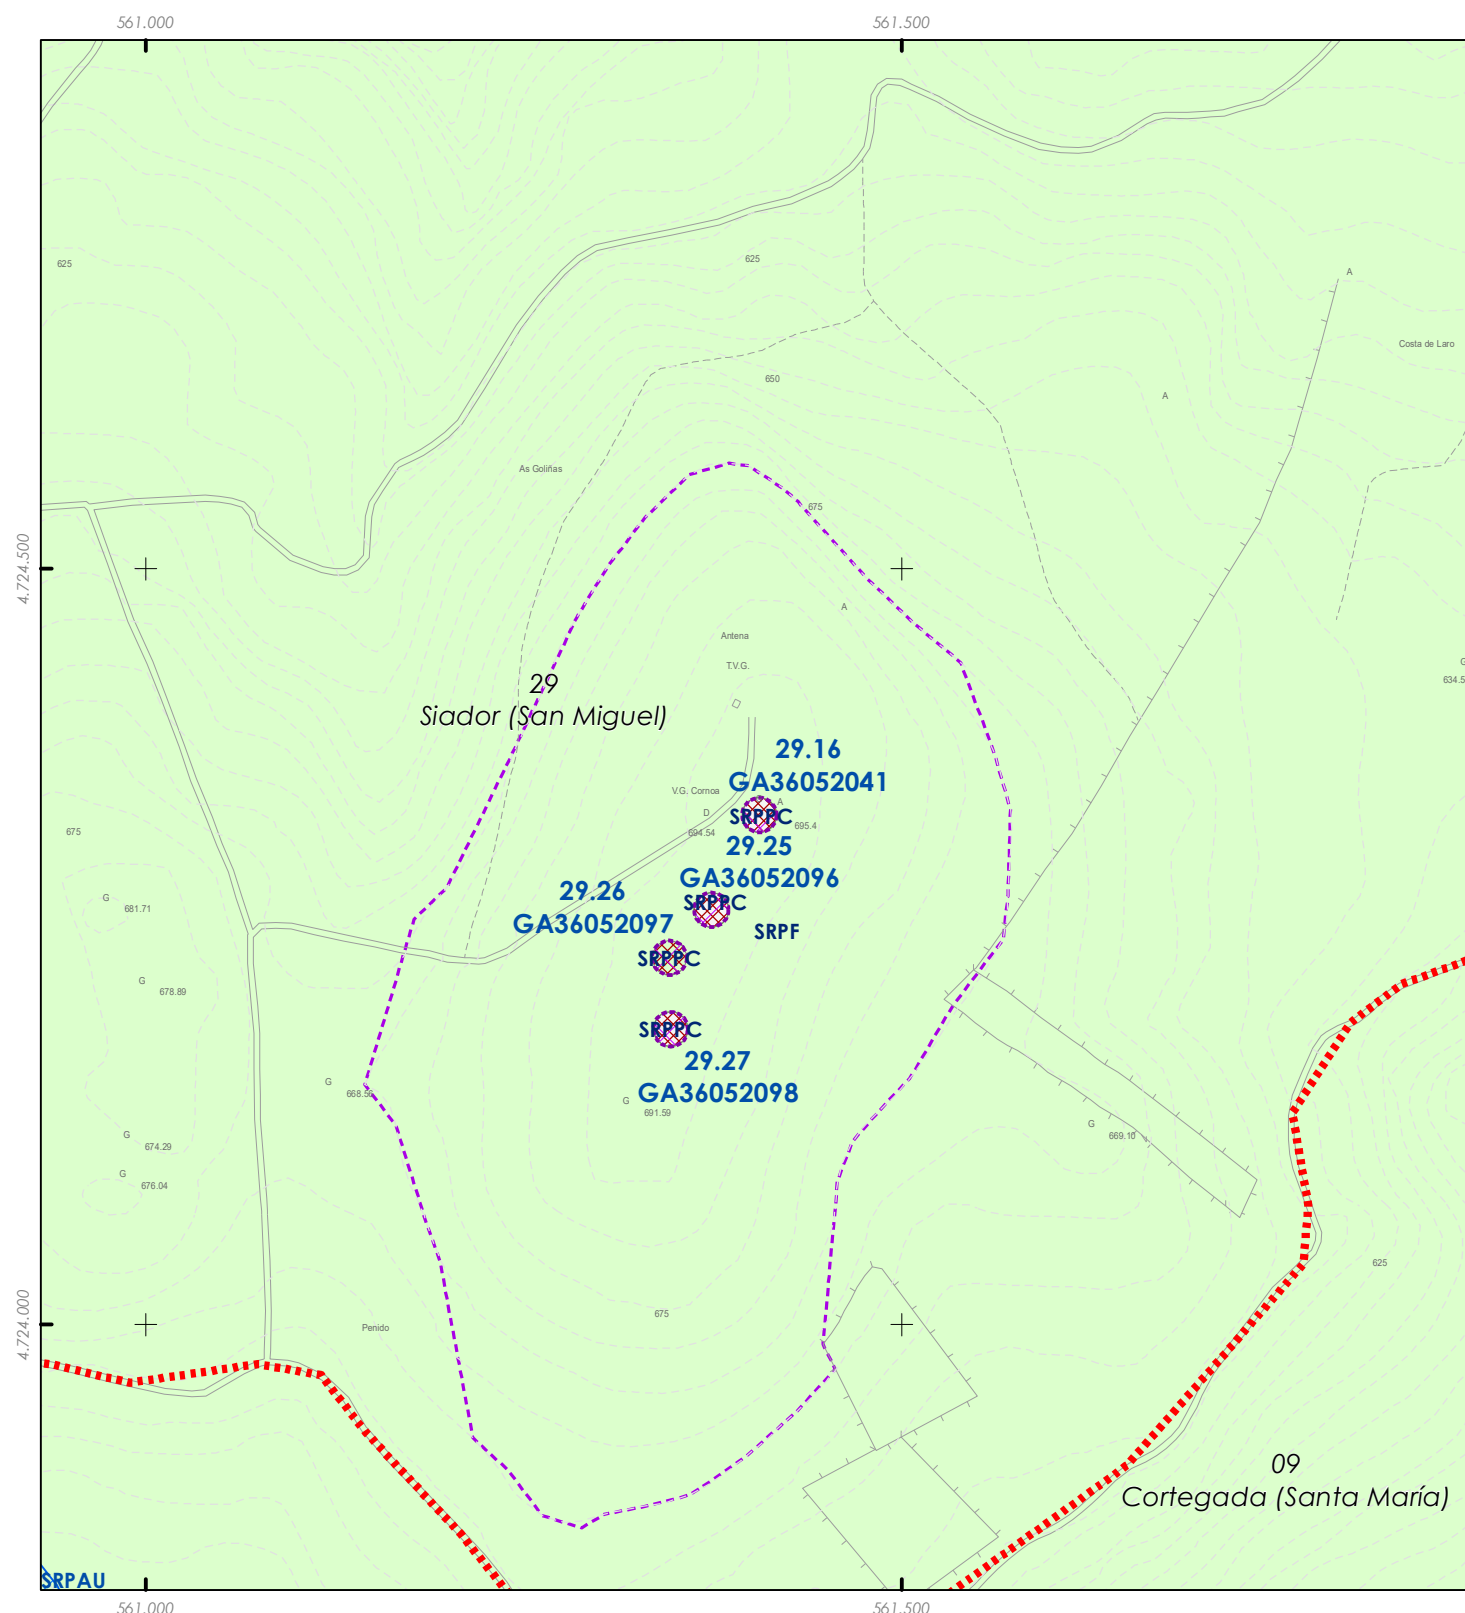 561.000
561.500
625
625
A
Costa de Laro
650
A
As Goliñas
675
4.724.500
A
Antena
T.V.G.
G
634.5
29
Siador (San Miguel)
29.16
GA36052041
V.G. Cornoa
A
D
SRPPC
695.4
675
694.54
29.25
GA36052096
29.26
GA36052097
G
681.71
SRPPC
SRPF
SRPPC
G
678.89
SRPPC
29.27
GA36052098
G
668.56
G
691.59
G
669.10
G
674.29
G
676.04
625
675
4.724.000
Penido
09
Cortegada (Santa María)
SRPAU
561.000
561.500